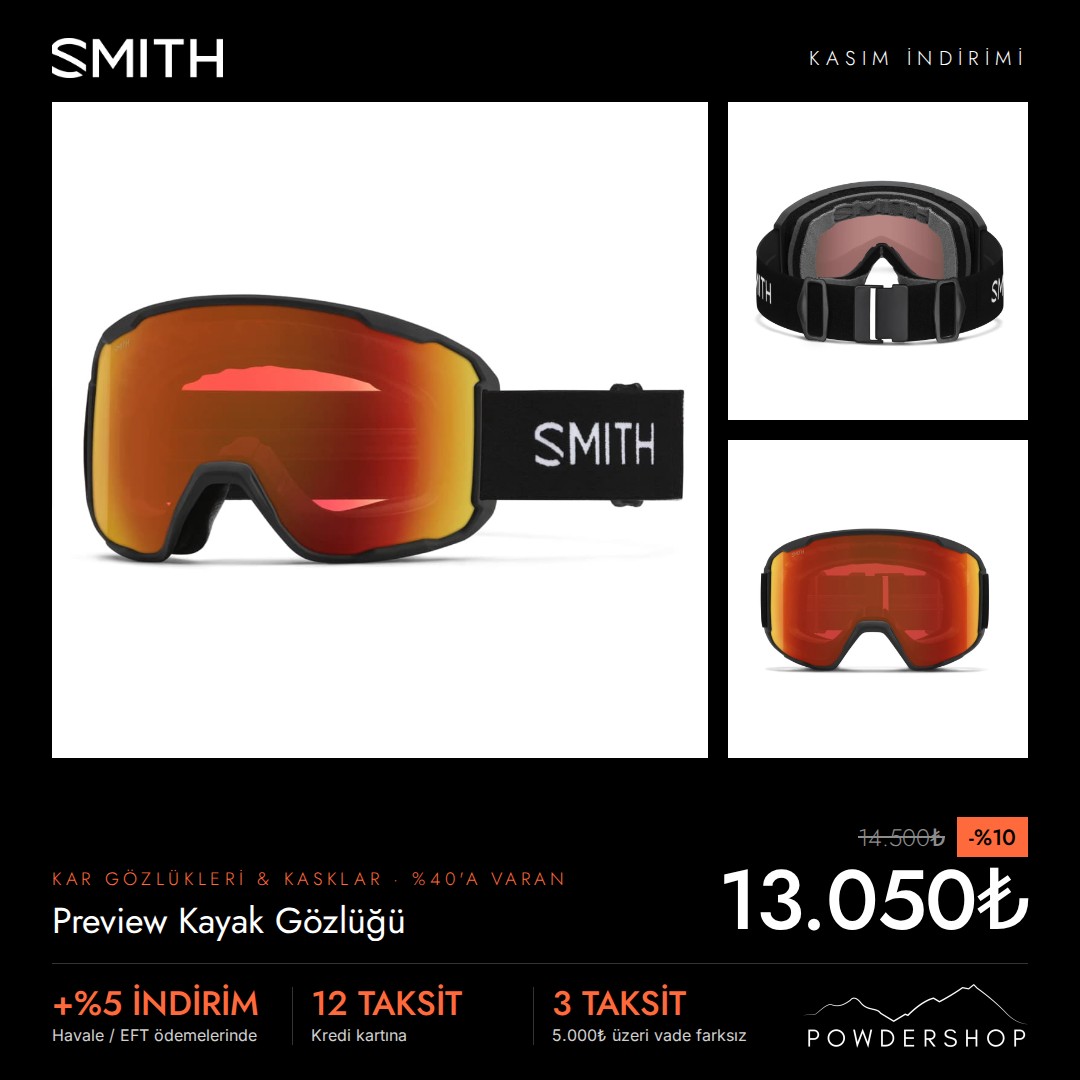 SMITH
KASIM İNDİRİMİ
SMITH
SMITH
KAR GÖZLÜKLERİ & KASKLAR · %40'A VARAN
Preview Kayak Gözlüğü
14.500₺
-%10
13.050₺
+%5 İNDİRİM
Havale / EFT ödemelerinde
12 TAKSİT
Kredi kartına
3 TAKSİT
5.000₺ üzeri vade farksız
POWDERSHOP